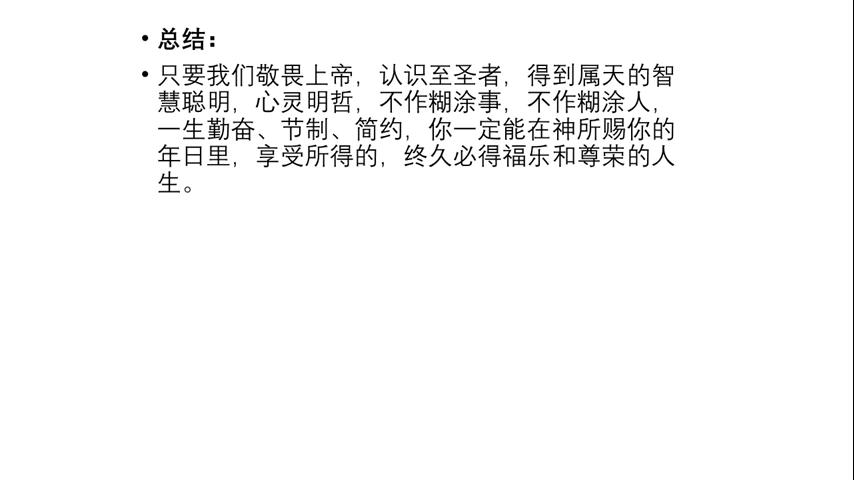 • 总结：
• 只要我们敬畏上帝，认识至圣者，得到属天的智
慧聪明，心灵明哲，不作糊涂事，不作糊涂人，
一生勤奋、节制、简约，你一定能在神所赐你的
年日里，享受所得的，终久必得福乐和尊荣的人
生。